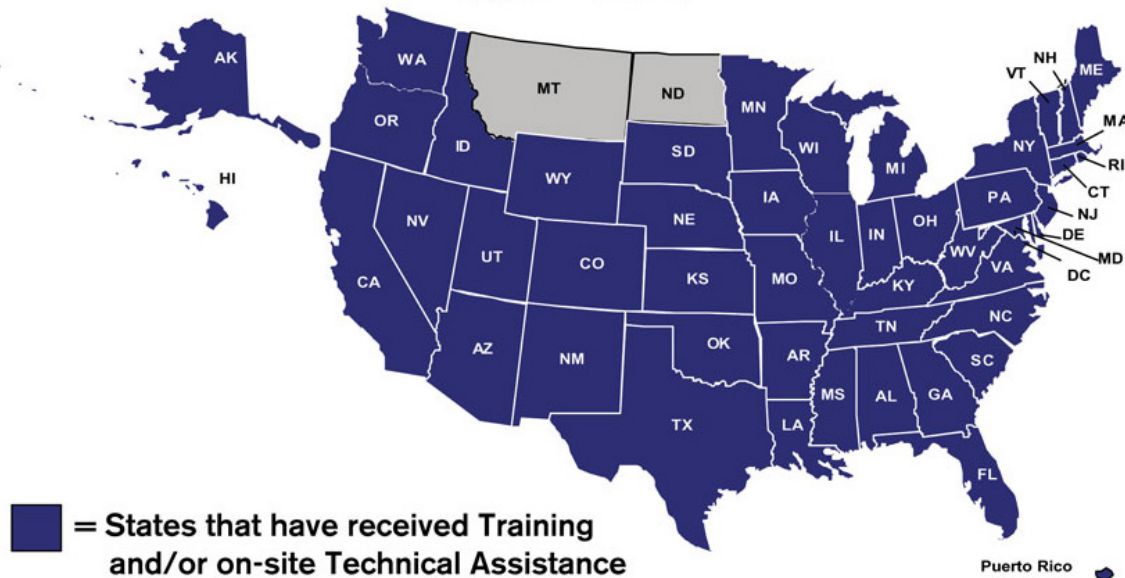 AK
WA
MT
ND
MN
VT
NH
ME
OR
ID
SD
WI
MI
NY
MA
RI
HI
WY
IA
PA
CT
NV
NE
IL
IN
OH
NJ
UT
CO
WV
DE
MD
CA
KS
MO
KY
VA
DC
AZ
NM
OK
AR
TN
NC
SC
TX
LA
MS
AL
GA
FL
= States that have received Training
and/or on-site Technical Assistance
Puerto Rico